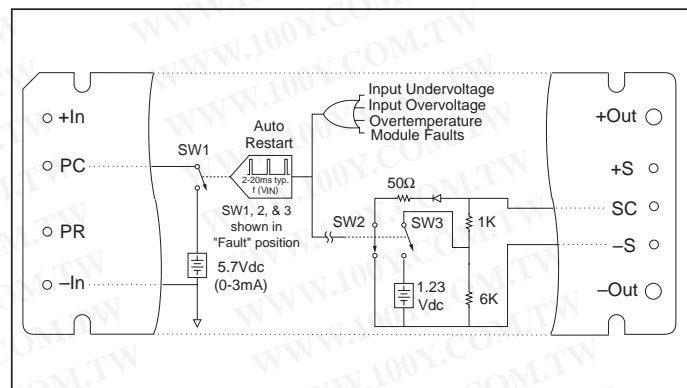 WWW.100Y.COM.TW
+In
PC
PR
–In
SW1
Auto
Restart
2-20ms typ.
f (VIN)
SW1, 2, & 3
shown in
"Fault" position
5.7Vdc
(0-3mA)
Input Undervoltage
Input Overvoltage
Overtemperature
Module Faults
50Ω
SW2
SW3
1K
1.23
Vdc
6K
+Out
+S
SC
–S
–Out